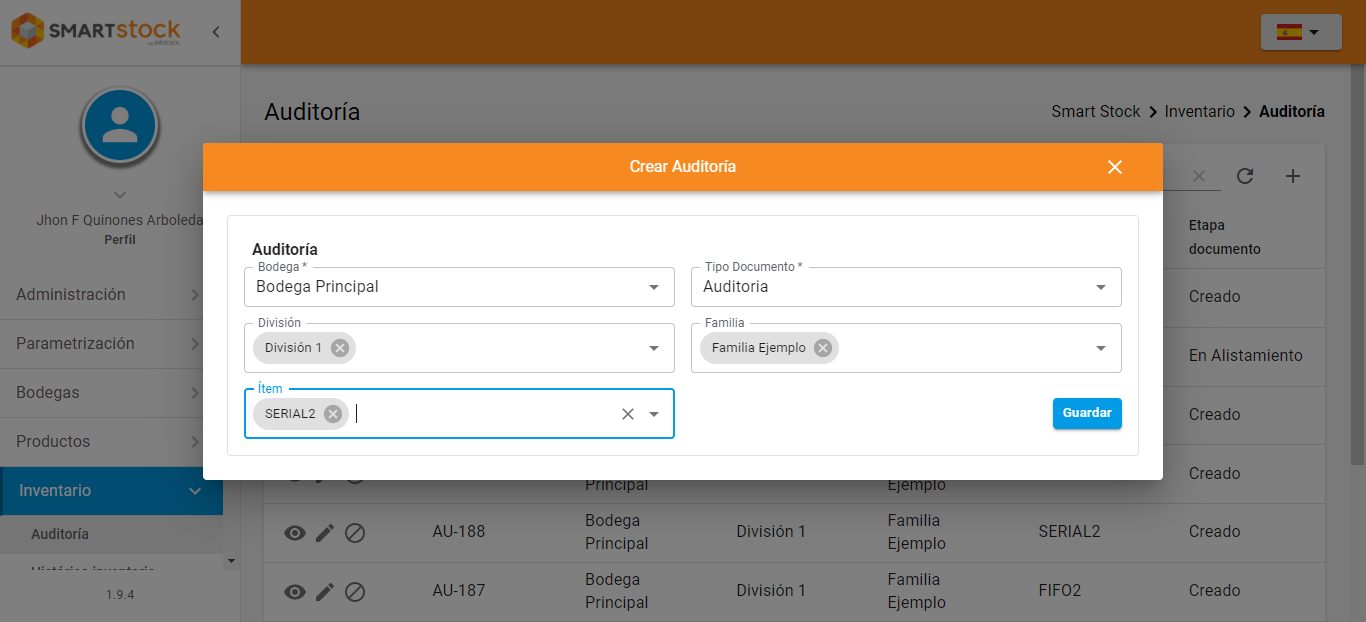 SMARTstock
by infotrack
Auditoría
Smart Stock
Inventario
Auditoría
Crear Auditoría
Jhon F Quinones Arboleda
Perfil
Administración
Parametrización
Bodegas
Productos
Inventario
Auditoría
Histórico inventario
1.9.4
Auditoría
Bodega *
Bodega Principal
Tipo Documento *
Auditoria
División
División 1
Familia
Familia Ejemplo
Ítem
SERIAL2
Guardar
Etapa
documento
Creado
En Alistamiento
Creado
Creado
Principal
Ejemplo
AU-188
Bodega
Principal
División 1
Familia
Ejemplo
SERIAL2
Creado
AU-187
Bodega
Principal
División 1
Familia
Ejemplo
FIFO2
Creado